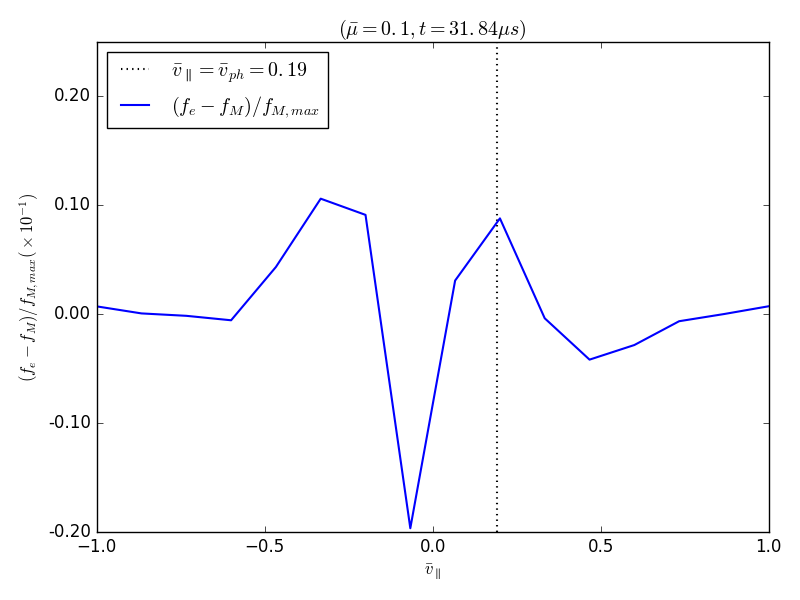 (μ̄ = 0.1, t = 31.84μs)
v̄∥ = v̄ph = 0.19
(fe − fM)/fM,max
(fe − fM)/fM,max(×10⁻¹)
0.20
0.10
0.00
-0.10
-0.20
−1.0 −0.5 0.0 0.5 1.0
v̄∥